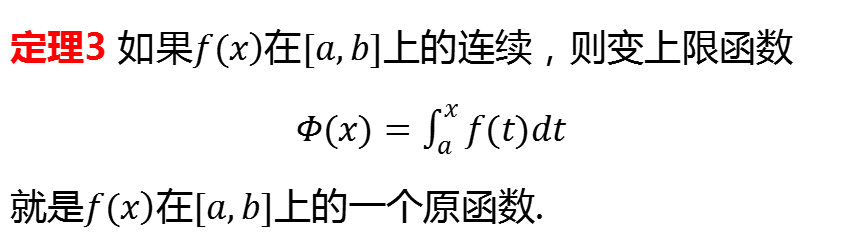 定理3 如果f(x)在[a,b]上的连续，则变上限函数
Φ(x) = ∫ₐˣ f(t)dt
就是f(x)在[a,b]上的一个原函数.